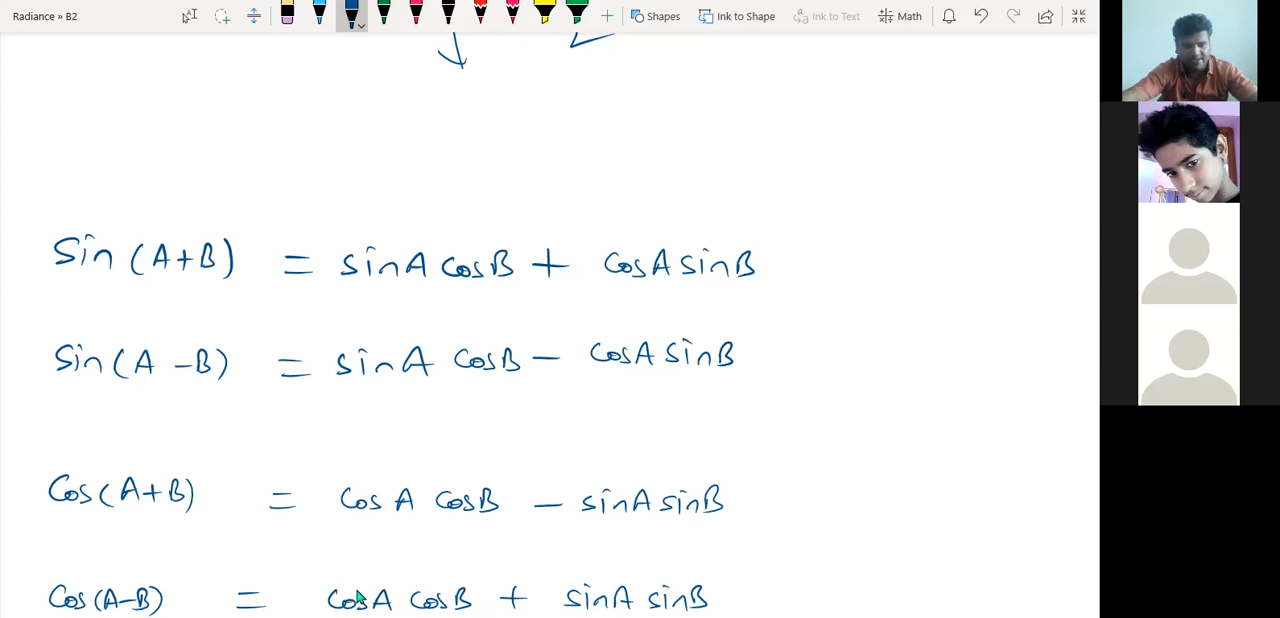 Radiance » B2
Shapes Ink to Shape Ink to Text Math
Sin (A+B) = sinA cosB + cosA sinB
Sin(A -B) = sinA cosB - cosA sinB
Cos(A+B) = cos A cosB - sinA sinB
Cos(A-B) = cosA cosB + sinA sinB